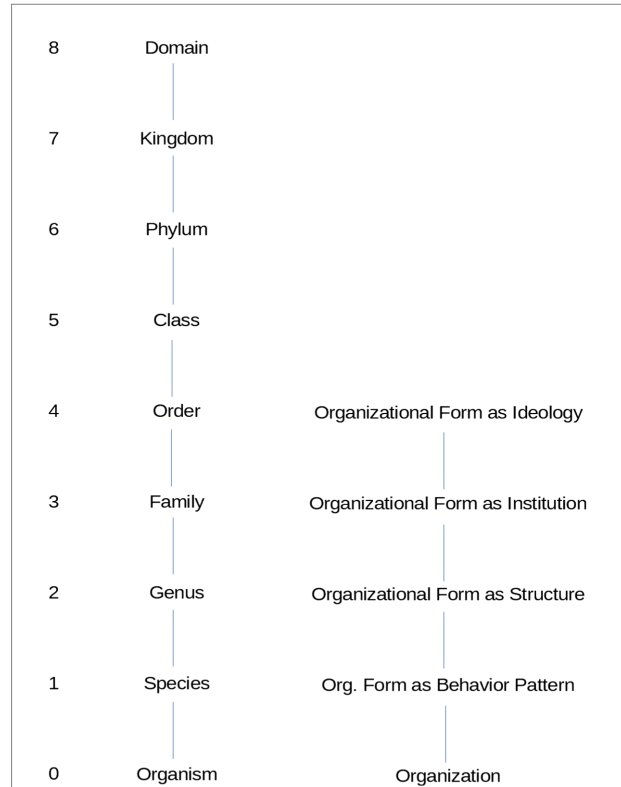 8 Domain
7 Kingdom
6 Phylum
5 Class
4 Order Organizational Form as Ideology
3 Family Organizational Form as Institution
2 Genus Organizational Form as Structure
1 Species Org. Form as Behavior Pattern
0 Organism Organization